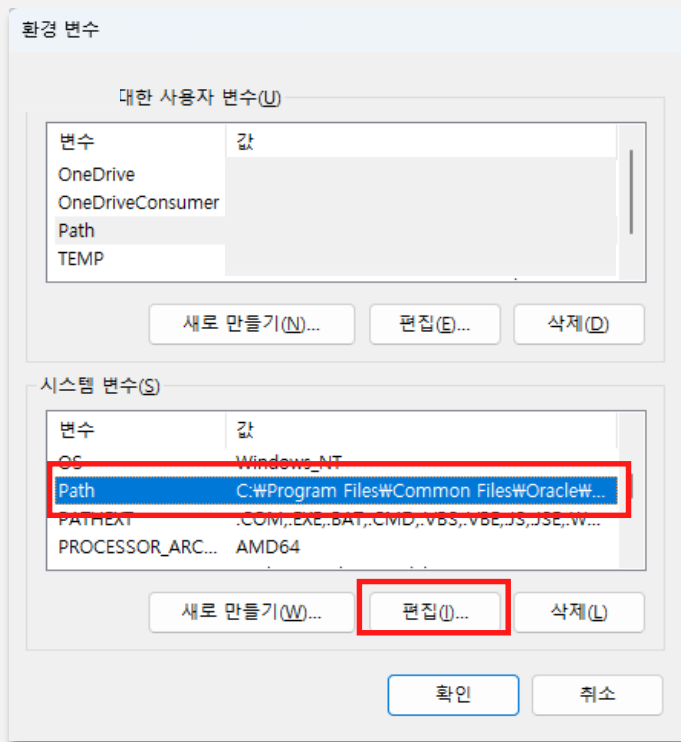 환경 변수
대한 사용자 변수(U)
변수 값
OneDrive
OneDriveConsumer
Path
TEMP
새로 만들기(N)... 편집(E)... 삭제(D)
시스템 변수(S)
변수 값
OS Windows_NT
Path C:₩Program Files₩Common Files₩Oracle₩...
PATHEXT .COM;.EXE;.BAT;.CMD;.VBS;.VBE;.JS;.JSE;.W...
PROCESSOR_ARC... AMD64
새로 만들기(W)... 편집(I)... 삭제(L)
확인 취소